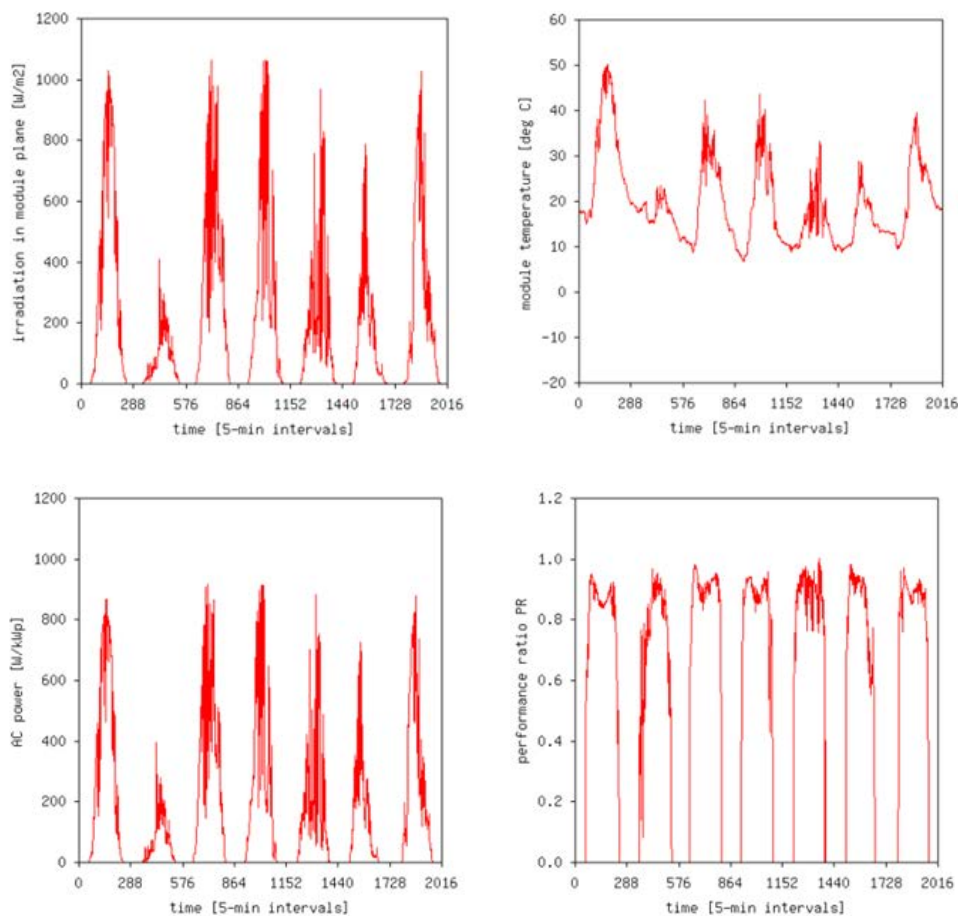 irradiation in module plane [W/m2]
1200
1000
800
600
400
200
0
0 288 576 864 1152 1440 1728 2016
time [5-min intervals]
module temperature [deg C]
60
50
40
30
20
10
0
-10
-20
0 288 576 864 1152 1440 1728 2016
time [5-min intervals]
AC power [W/kWp]
1200
1000
800
600
400
200
0
0 288 576 864 1152 1440 1728 2016
time [5-min intervals]
performance ratio PR
1.2
1.0
0.8
0.6
0.4
0.2
0.0
0 288 576 864 1152 1440 1728 2016
time [5-min intervals]